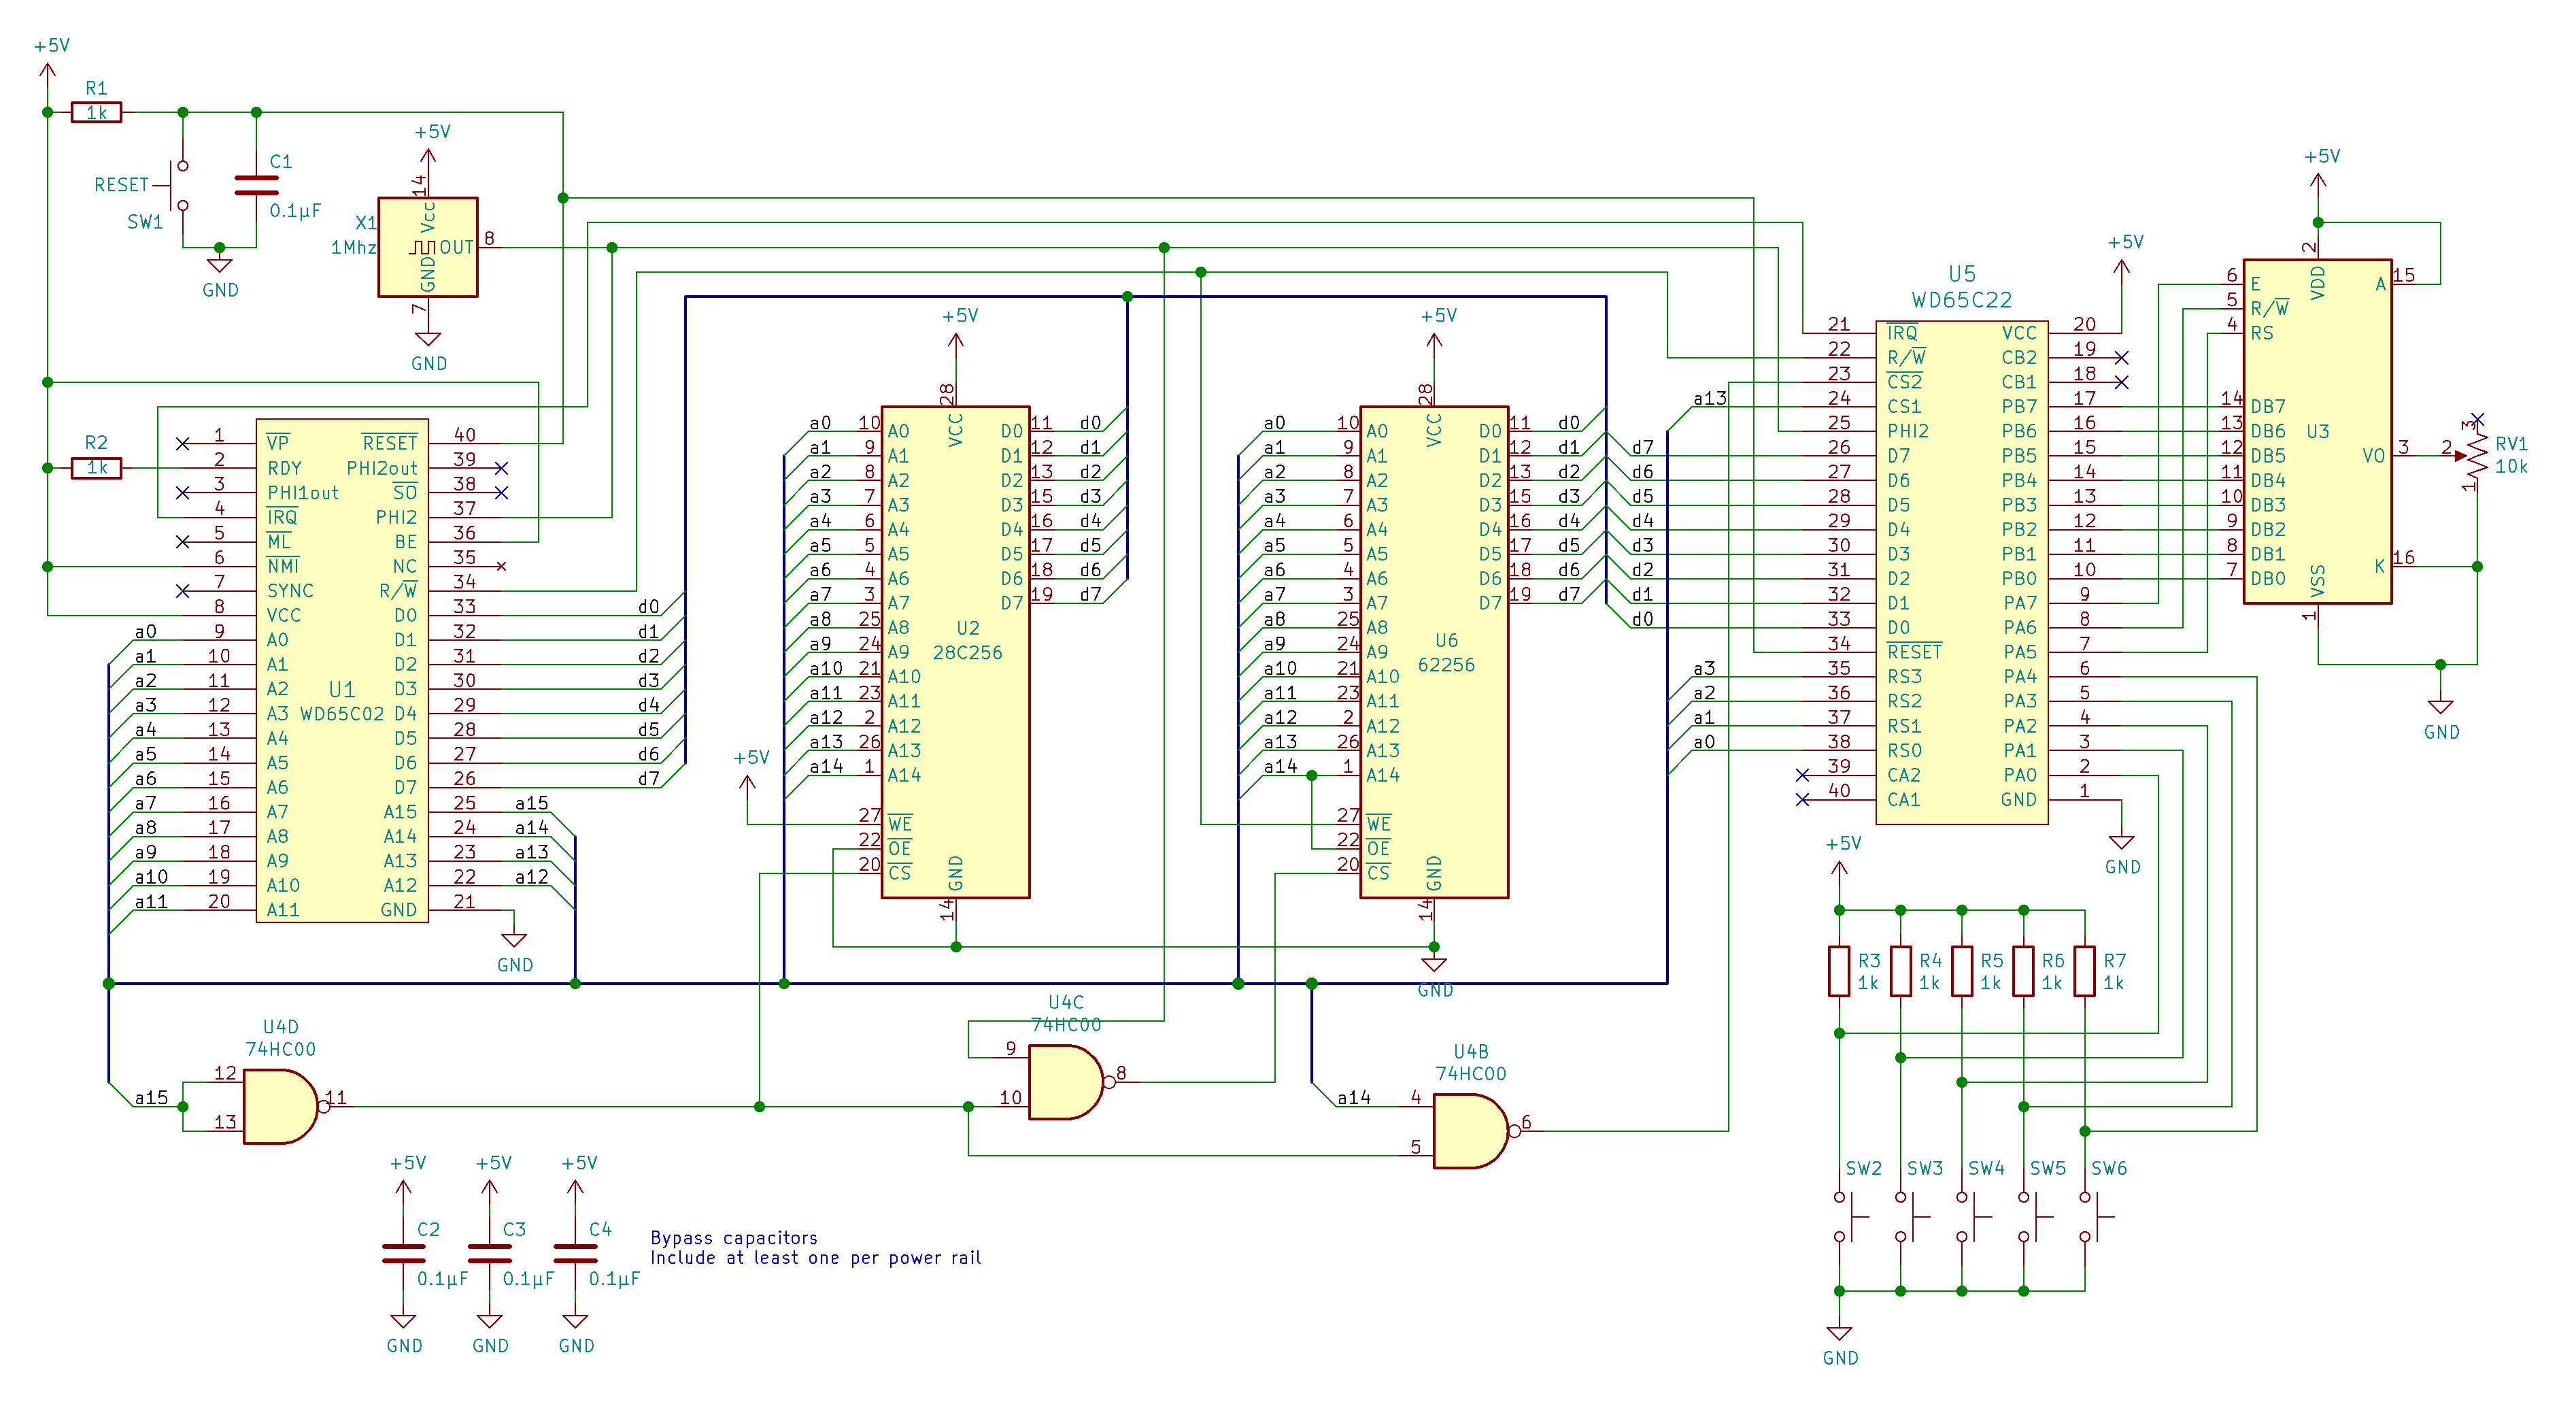 +5V
R1
1k
RESET
SW1
C1
0.1µF
GND
+5V
X1
1Mhz
14
Vcc
OUT
8
GND
7
GND
R2
1k
1 VP RESET 40
2 RDY PHI2out 39
3 PHI1out SO 38
4 IRQ PHI2 37
5 ML BE 36
6 NMI NC 35
7 SYNC R/W 34
8 VCC D0 33 d0
a0 9 A0 D1 32 d1
a1 10 A1 D2 31 d2
a2 11 A2 D3 30 d3
a3 12 A3 D4 29 d4
a4 13 A4 D5 28 d5
a5 14 A5 D6 27 d6
a6 15 A6 D7 26 d7
a7 16 A7 A15 25 a15
a8 17 A8 A14 24 a14
a9 18 A9 A13 23 a13
a10 19 A10 A12 22 a12
a11 20 A11 GND 21
U1
WD65C02
GND
+5V
28
VCC
a0 10 A0 D0 11 d0
a1 9 A1 D1 12 d1
a2 8 A2 D2 13 d2
a3 7 A3 D3 15 d3
a4 6 A4 D4 16 d4
a5 5 A5 D5 17 d5
a6 4 A6 D6 18 d6
a7 3 A7 D7 19 d7
a8 25 A8
a9 24 A9
a10 21 A10
a11 23 A11
a12 2 A12
a13 26 A13
a14 1 A14
U2
28C256
+5V
27 WE
22 OE
20 CS
GND
14
+5V
28
VCC
a0 10 A0 D0 11 d0
a1 9 A1 D1 12 d1
a2 8 A2 D2 13 d2
a3 7 A3 D3 15 d3
a4 6 A4 D4 16 d4
a5 5 A5 D5 17 d5
a6 4 A6 D6 18 d6
a7 3 A7 D7 19 d7
a8 25 A8
a9 24 A9
a10 21 A10
a11 23 A11
a12 2 A12
a13 26 A13
a14 1 A14
U6
62256
27 WE
22 OE
20 CS
GND
14
GND
U5
WD65C22
+5V
21 IRQ VCC 20
22 R/W CB2 19
23 CS2 CB1 18
a13 24 CS1 PB7 17
25 PHI2 PB6 16
d7 26 D7 PB5 15
d6 27 D6 PB4 14
d5 28 D5 PB3 13
d4 29 D4 PB2 12
d3 30 D3 PB1 11
d2 31 D2 PB0 10
d1 32 D1 PA7 9
d0 33 D0 PA6 8
34 RESET PA5 7
a3 35 RS3 PA4 6
a2 36 RS2 PA3 5
a1 37 RS1 PA2 4
a0 38 RS0 PA1 3
39 CA2 PA0 2
40 CA1 GND 1
GND
+5V
2
VDD
6 E A 15
5 R/W
4 RS
14 DB7
13 DB6
12 DB5
11 DB4
10 DB3
9 DB2
8 DB1
7 DB0
U3
VO 3
K 16
VSS
1
2
3
1
RV1
10k
GND
+5V
R3
1k
R4
1k
R5
1k
R6
1k
R7
1k
SW2
SW3
SW4
SW5
SW6
GND
U4D
74HC00
a15
12
13
11
U4C
74HC00
9
10
8
U4B
74HC00
a14
4
5
6
+5V
C2
0.1µF
GND
+5V
C3
0.1µF
GND
+5V
C4
0.1µF
GND
Bypass capacitors
Include at least one per power rail